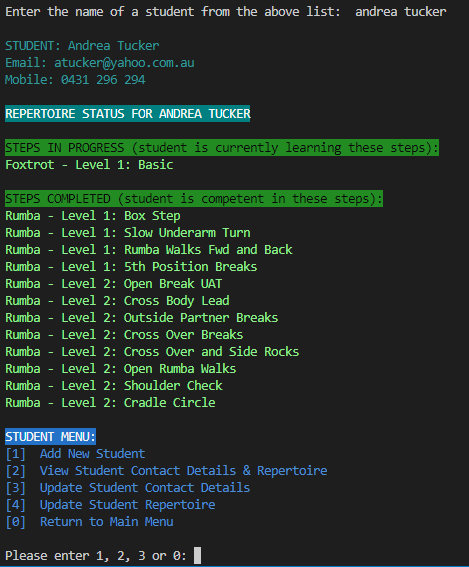 Enter the name of a student from the above list:  andrea tucker
STUDENT: Andrea Tucker
Email: atucker@yahoo.com.au
Mobile: 0431 296 294
REPERTOIRE STATUS FOR ANDREA TUCKER
STEPS IN PROGRESS (student is currently learning these steps):
Foxtrot - Level 1: Basic
STEPS COMPLETED (student is competent in these steps):
Rumba - Level 1: Box Step
Rumba - Level 1: Slow Underarm Turn
Rumba - Level 1: Rumba Walks Fwd and Back
Rumba - Level 1: 5th Position Breaks
Rumba - Level 2: Open Break UAT
Rumba - Level 2: Cross Body Lead
Rumba - Level 2: Outside Partner Breaks
Rumba - Level 2: Cross Over Breaks
Rumba - Level 2: Cross Over and Side Rocks
Rumba - Level 2: Open Rumba Walks
Rumba - Level 2: Shoulder Check
Rumba - Level 2: Cradle Circle
STUDENT MENU:
[1]  Add New Student
[2]  View Student Contact Details & Repertoire
[3]  Update Student Contact Details
[4]  Update Student Repertoire
[0]  Return to Main Menu
Please enter 1, 2, 3 or 0: